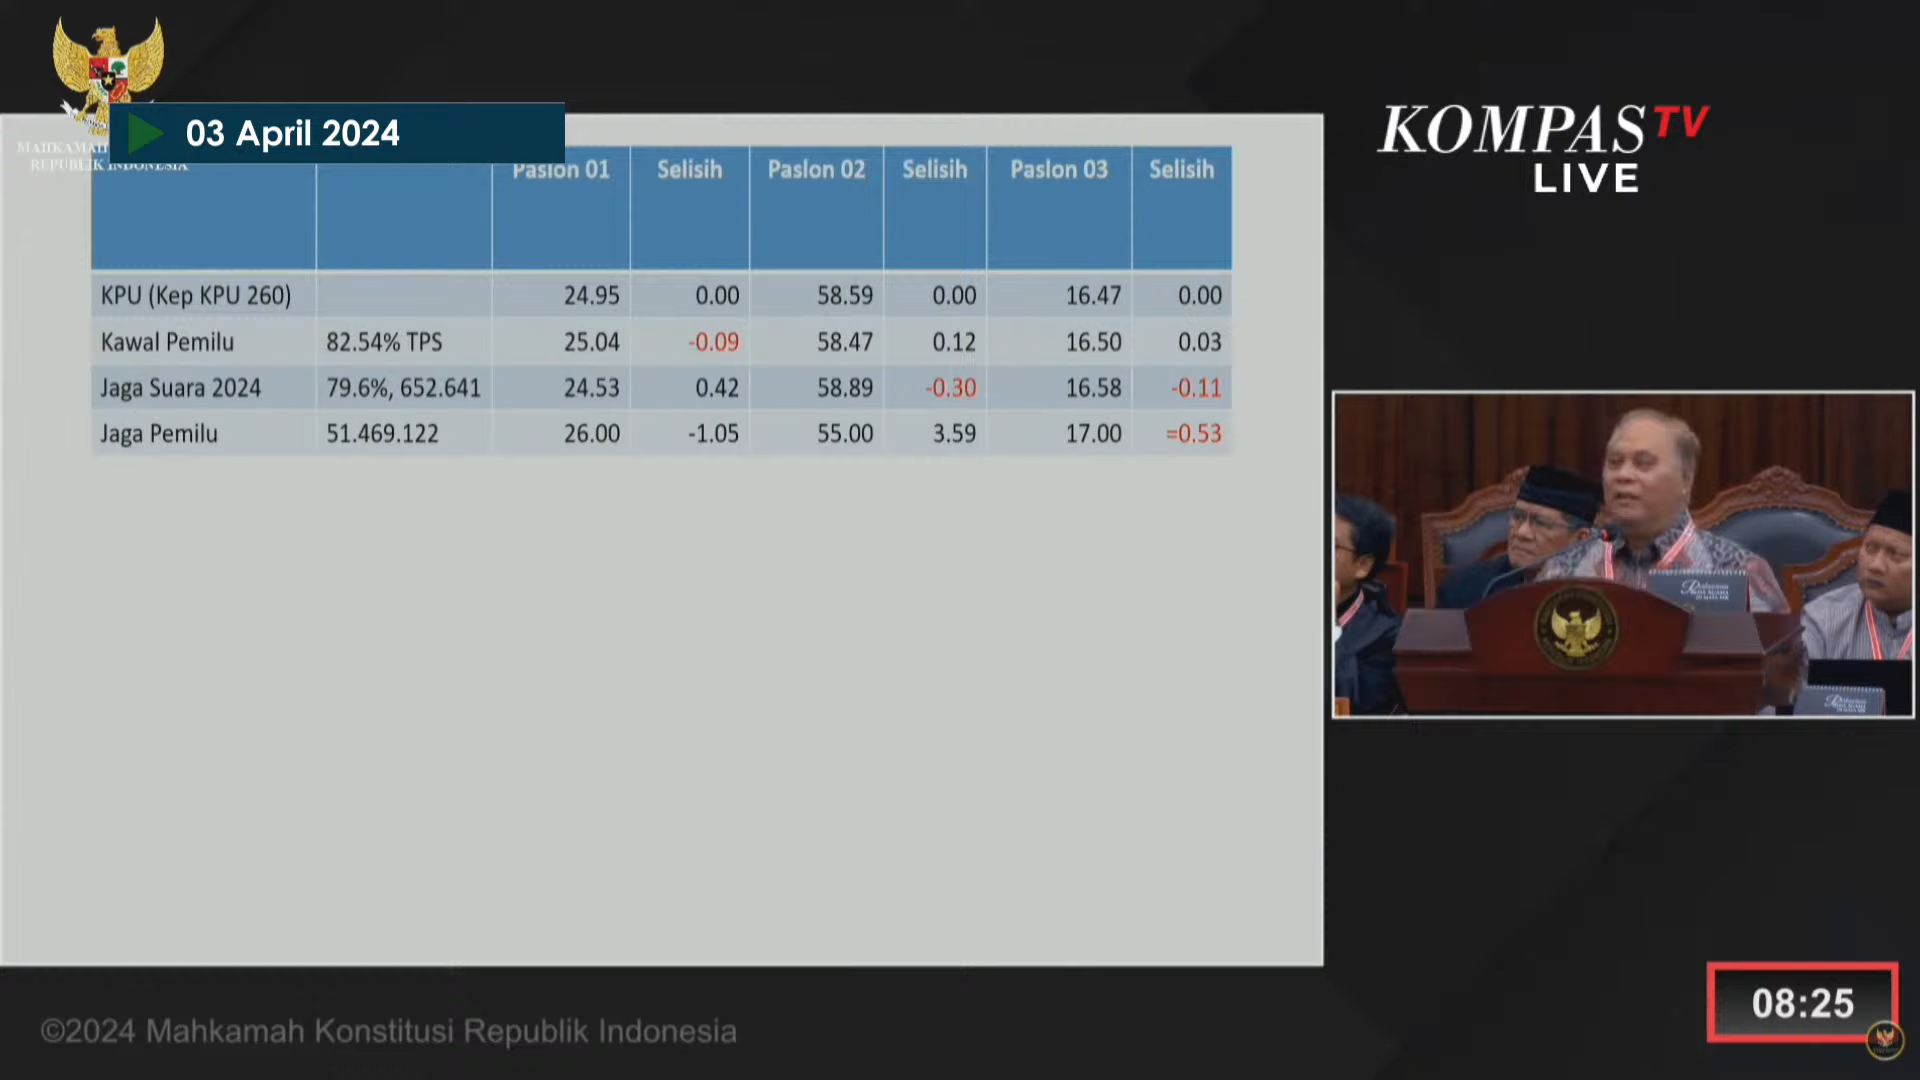 03 April 2024
MAHKAMAH
REPUBLIK INDONESIA
KOMPAS TV
LIVE
Paslon 01 Selisih Paslon 02 Selisih Paslon 03 Selisih
KPU (Kep KPU 260) 24.95 0.00 58.59 0.00 16.47 0.00
Kawal Pemilu 82.54% TPS 25.04 -0.09 58.47 0.12 16.50 0.03
Jaga Suara 2024 79.6%, 652.641 24.53 0.42 58.89 -0.30 16.58 -0.11
Jaga Pemilu 51.469.122 26.00 -1.05 55.00 3.59 17.00 =0.53
08:25
©2024 Mahkamah Konstitusi Republik Indonesia